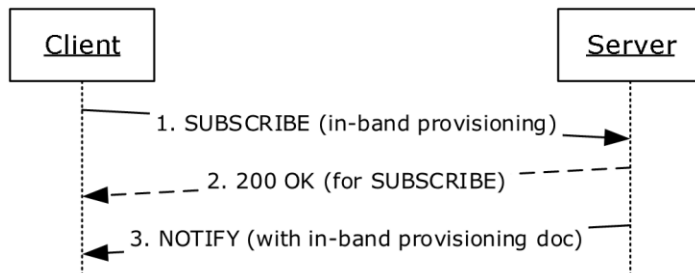 Client
Server
1. SUBSCRIBE (in-band provisioning)
2. 200 OK (for SUBSCRIBE)
3. NOTIFY (with in-band provisioning doc)